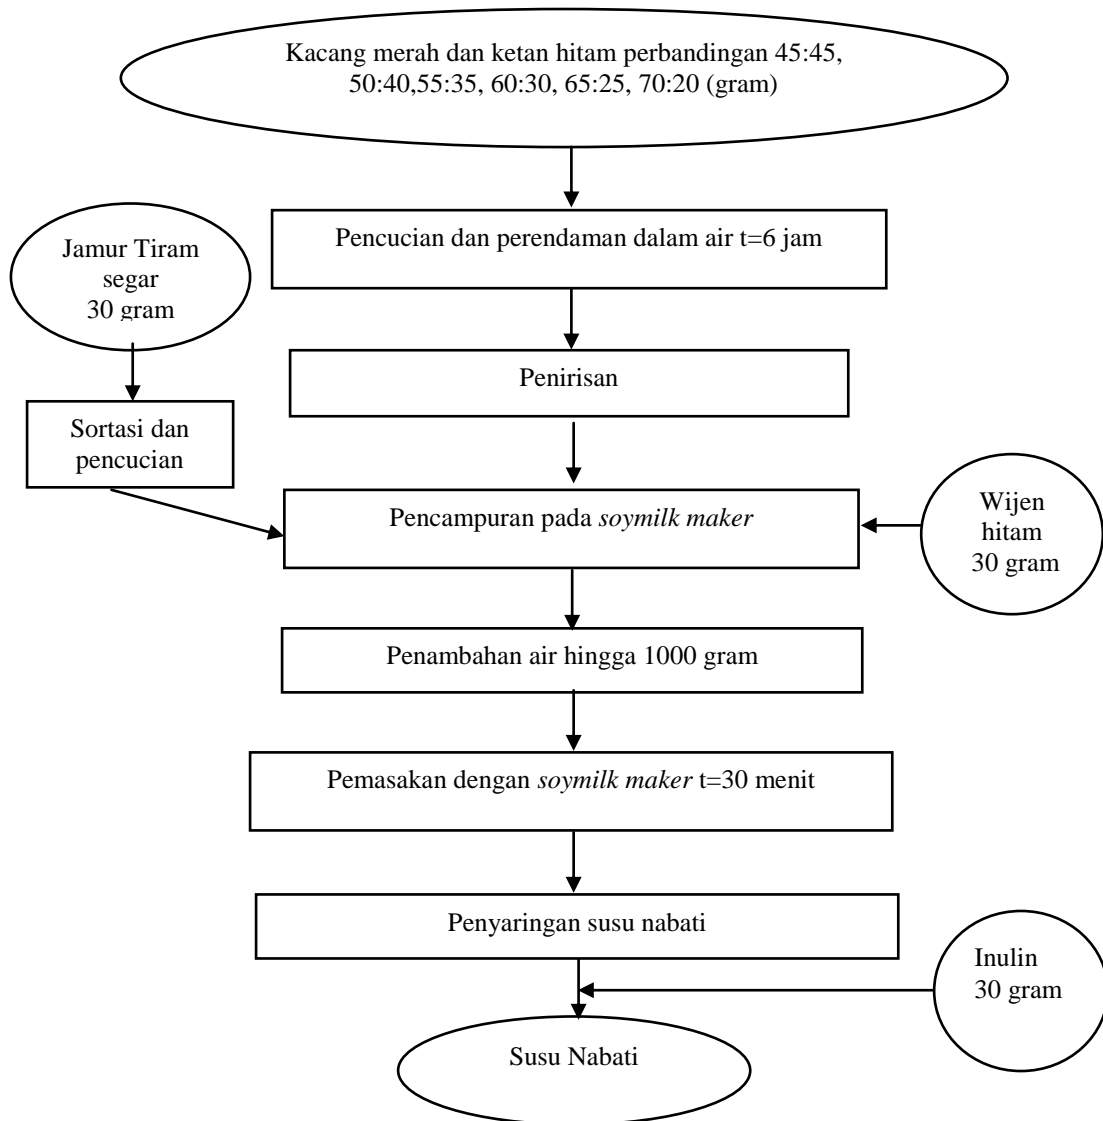 Kacang merah dan ketan hitam perbandingan 45:45,
50:40,55:35, 60:30, 65:25, 70:20 (gram)
Pencucian dan perendaman dalam air t=6 jam
Jamur Tiram
segar
30 gram
Penirisan
Sortasi dan
pencucian
Pencampuran pada soymilk maker
Wijen
hitam
30 gram
Penambahan air hingga 1000 gram
Pemasakan dengan soymilk maker t=30 menit
Penyaringan susu nabati
Inulin
30 gram
Susu Nabati